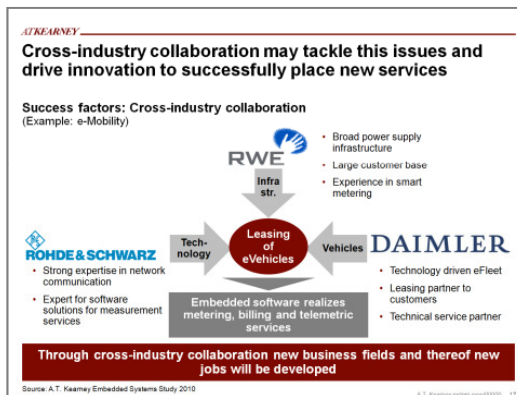 ATKEARNEY
Cross-industry collaboration may tackle this issues and
drive innovation to successfully place new services
Success factors: Cross-industry collaboration
(Example: e-Mobility)
RWE
• Broad power supply
infrastructure
• Large customer base
• Experience in smart
metering
Infra
str.
ROHDE & SCHWARZ
• Strong expertise in network
communication
• Expert for software
solutions for measurement
services
Tech-
nology
Leasing
of
eVehicles
Vehicles
DAIMLER
• Technology driven eFleet
• Leasing partner to
customers
• Technical service partner
Embedded software realizes
metering, billing and telemetric
services
Through cross-industry collaboration new business fields and thereof new
jobs will be developed
Source: A.T. Kearney Embedded Systems Study 2010
A.T. Kearney